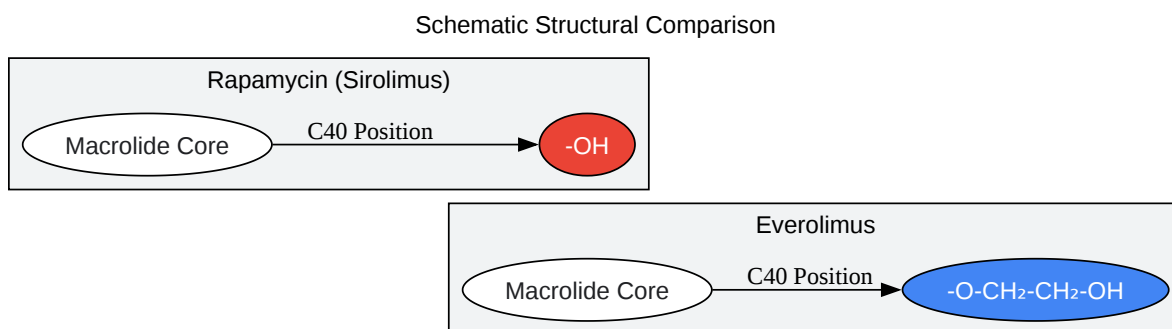 Schematic Structural Comparison
Rapamycin (Sirolimus)
Macrolide Core
C40 Position
-OH
Everolimus
Macrolide Core
C40 Position
-O-CH₂-CH₂-OH